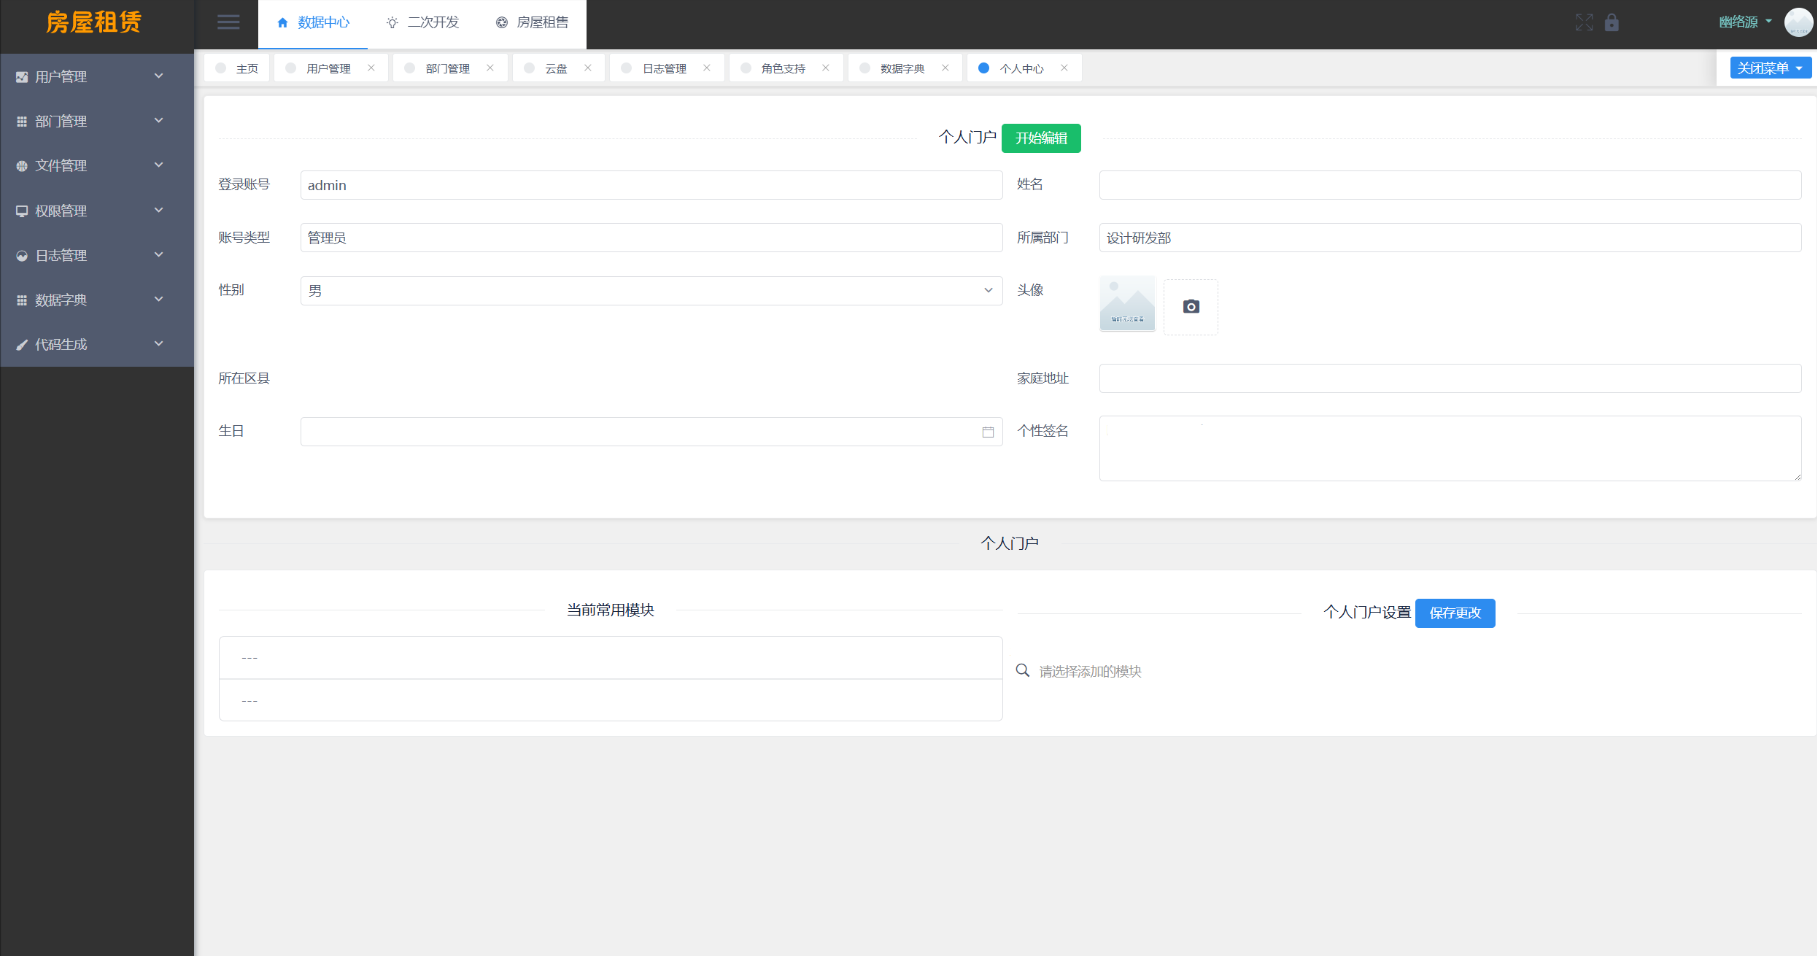 房屋租赁
数据中心 二次开发 房屋租售 幽络源
主页 用户管理 部门管理 云盘 日志管理 角色支持 数据字典 个人中心 关闭菜单
用户管理
部门管理
文件管理
权限管理
日志管理
数据字典
代码生成
个人门户 开始编辑
登录账号 admin 姓名
账号类型 管理员 所属部门 设计研发部
性别 男 头像
所在区县 家庭地址
生日 个性签名
个人门户
当前常用模块 个人门户设置 保存更改
---
请选择添加的模块
---